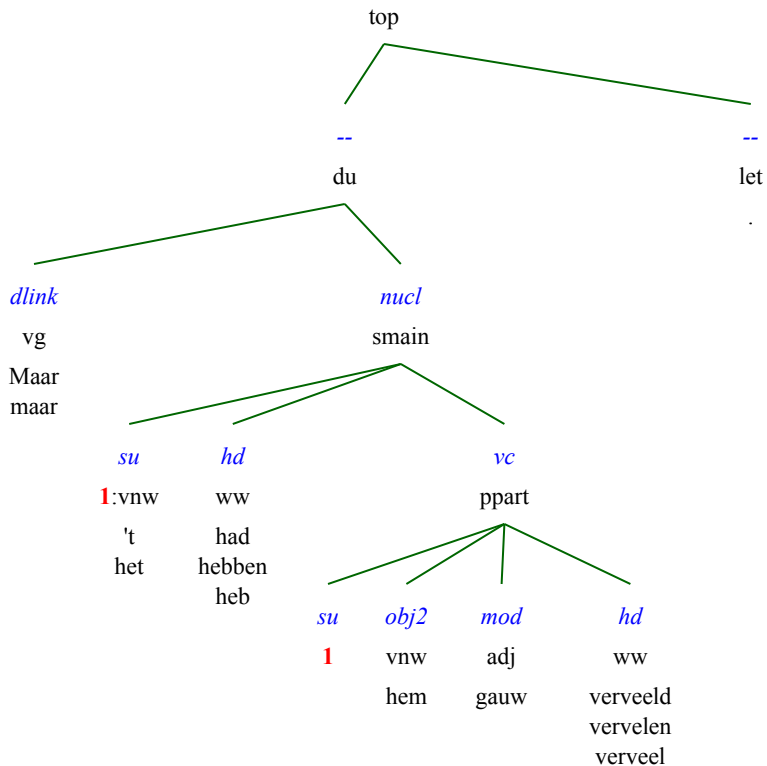 top
-- --
du let
.
dlink nucl
vg smain
Maar
maar
su hd vc
1:vnw ww ppart
't had
het hebben
heb
su obj2 mod hd
1 vnw adj ww
hem gauw verveeld
vervelen
verveel